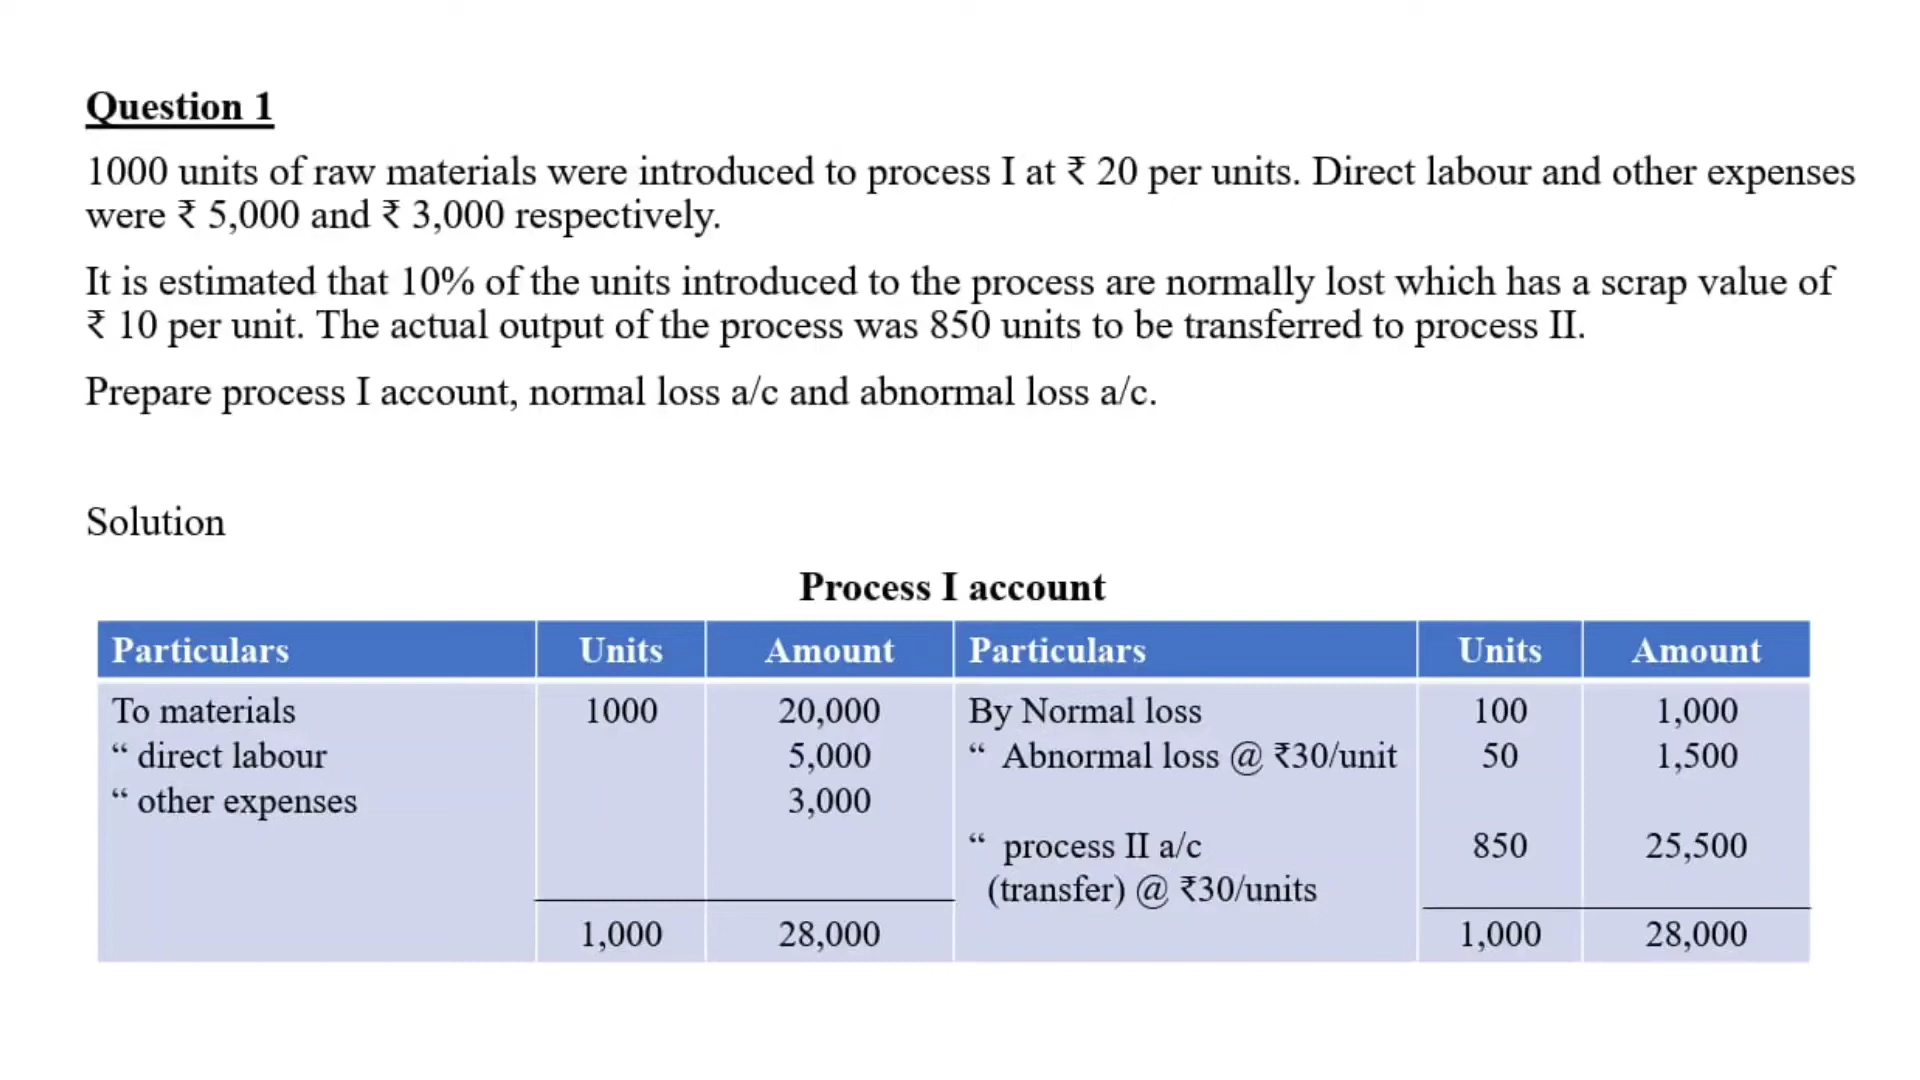 Question 1
1000 units of raw materials were introduced to process I at ₹ 20 per units. Direct labour and other expenses
were ₹ 5,000 and ₹ 3,000 respectively.
It is estimated that 10% of the units introduced to the process are normally lost which has a scrap value of
₹ 10 per unit. The actual output of the process was 850 units to be transferred to process II.
Prepare process I account, normal loss a/c and abnormal loss a/c.
Solution
Process I account
Particulars Units Amount Particulars Units Amount
To materials 1000 20,000 By Normal loss 100 1,000
“ direct labour 5,000 “ Abnormal loss @ ₹30/unit 50 1,500
“ other expenses 3,000
“ process II a/c 850 25,500
(transfer) @ ₹30/units
1,000 28,000 1,000 28,000